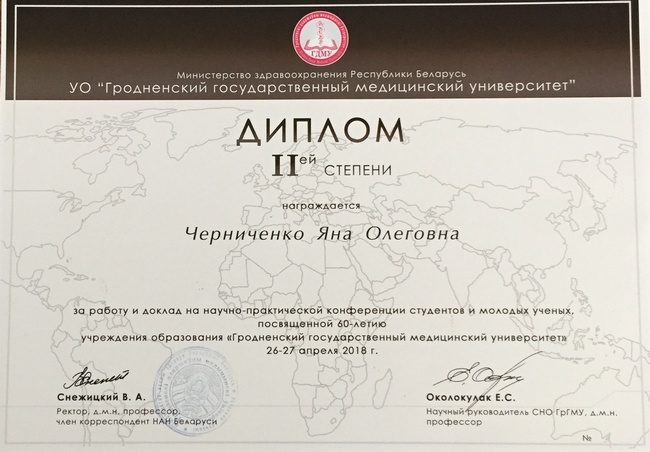 ГДМУ
Министерство здравоохранения Республики Беларусь
УО "Гродненский государственный медицинский университет"
ДИПЛОМ
IIей СТЕПЕНИ
награждается
Черниченко Яна Олеговна
за работу и доклад на научно-практической конференции студентов и молодых ученых,
посвященной 60-летию
учреждения образования «Гродненский государственный медицинский университет»
26-27 апреля 2018 г.
Снежицкий В. А.
Ректор, д.м.н. профессор,
член корреспондент НАН Беларуси
Околокулак Е.С.
Научный руководитель СНО ГрГМУ, д.м.н.
профессор
№